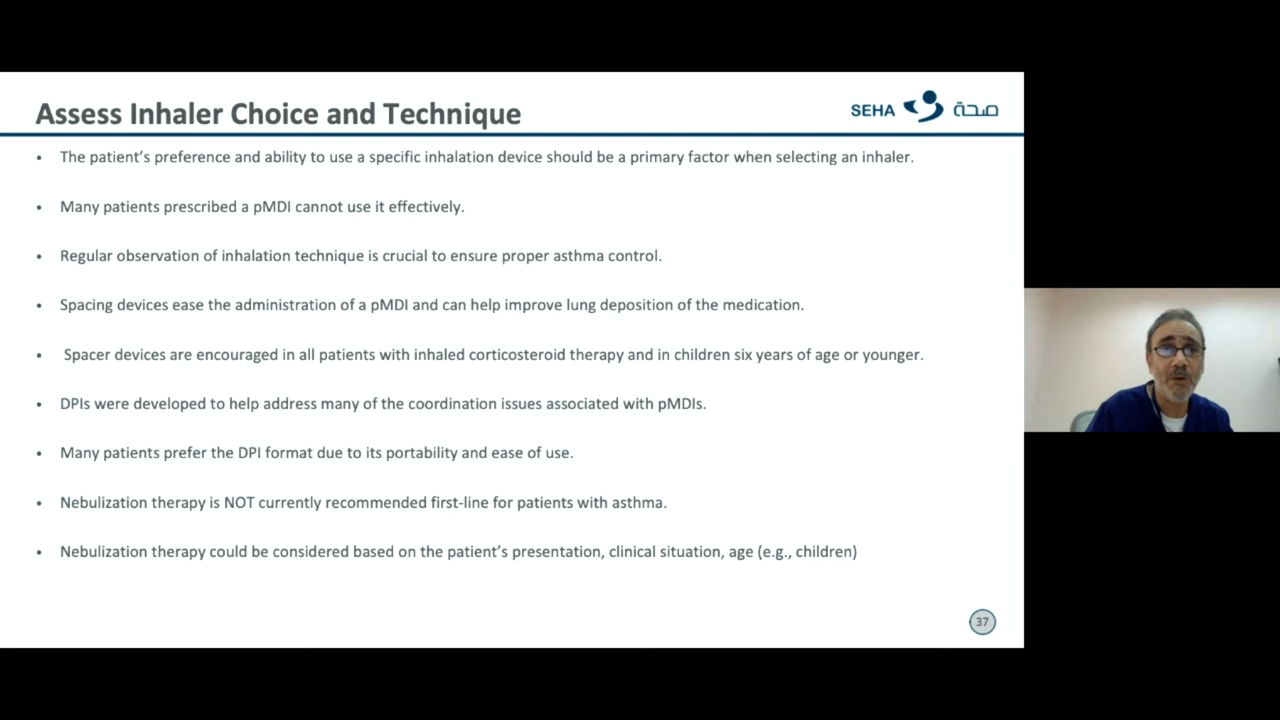 Assess Inhaler Choice and Technique
SEHA صحة
• The patient's preference and ability to use a specific inhalation device should be a primary factor when selecting an inhaler.
• Many patients prescribed a pMDI cannot use it effectively.
• Regular observation of inhalation technique is crucial to ensure proper asthma control.
• Spacing devices ease the administration of a pMDI and can help improve lung deposition of the medication.
• Spacer devices are encouraged in all patients with inhaled corticosteroid therapy and in children six years of age or younger.
• DPIs were developed to help address many of the coordination issues associated with pMDIs.
• Many patients prefer the DPI format due to its portability and ease of use.
• Nebulization therapy is NOT currently recommended first-line for patients with asthma.
• Nebulization therapy could be considered based on the patient's presentation, clinical situation, age (e.g., children)
37